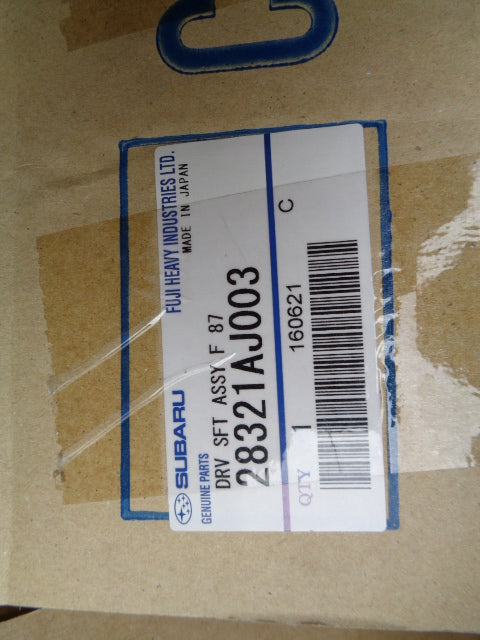 C
SUBARU
FUJI HEAVY INDUSTRIES LTD.
GENUINE PARTS
MADE IN JAPAN
DRV SFT ASSY F 87
28321AJ003
QTY 1
160621
C